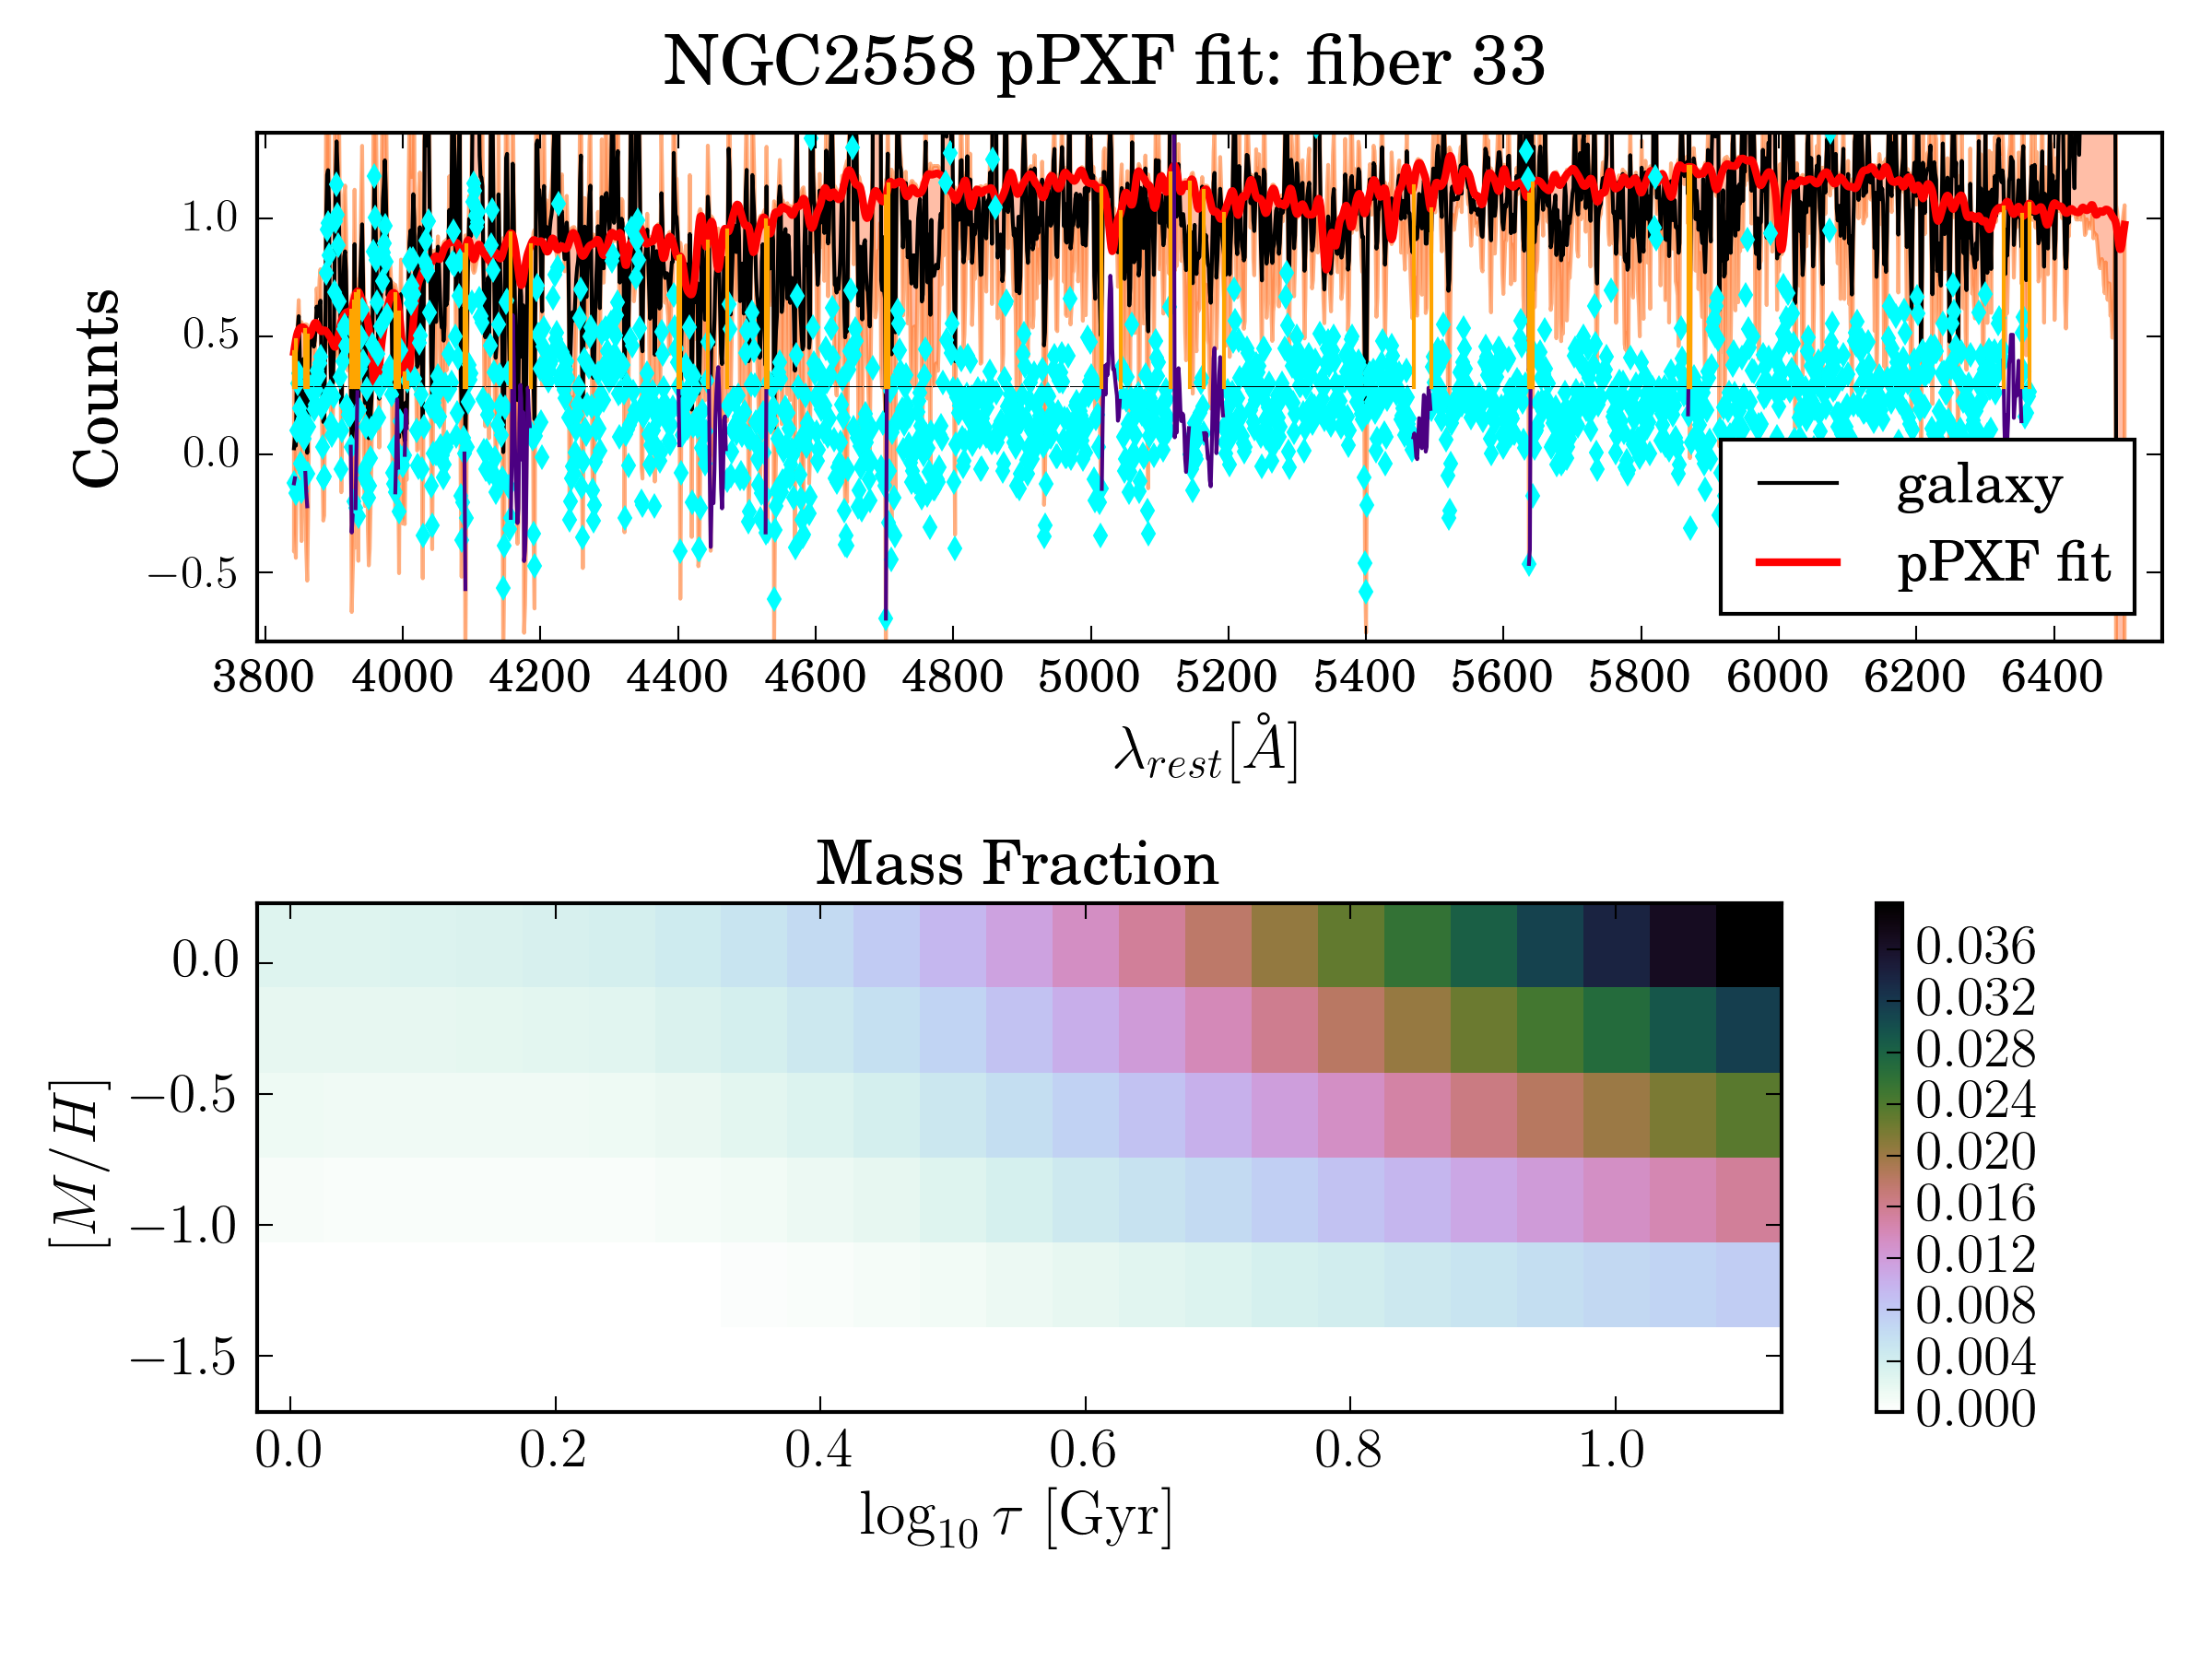 NGC2558 pPXF fit: fiber 33
Counts
1.0
0.5
0.0
−0.5
galaxy
pPXF fit
3800 4000 4200 4400 4600 4800 5000 5200 5400 5600 5800 6000 6200 6400
λrest[Å]
Mass Fraction
[M/H]
0.0
−0.5
−1.0
−1.5
0.0 0.2 0.4 0.6 0.8 1.0
log10 τ [Gyr]
0.036
0.032
0.028
0.024
0.020
0.016
0.012
0.008
0.004
0.000